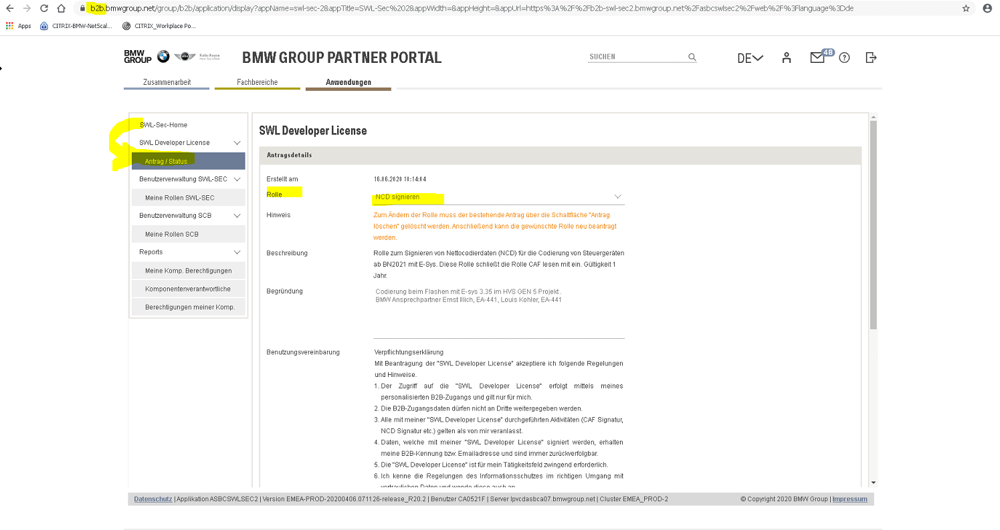 b2b.bmwgroup.net/group/b2b/application/display?appName=swl-sec-2&appTitle=SWL-Sec%202&appWidth=&appHeight=&appUrl=https%3A%2F%2Fb2b-swl-sec2.bmwgroup.net%2Fasbcswlsec2%2Fweb%2F%3Flanguage%3Dde
Apps CITRIX-BMW-NetScal... CITRIX_Workplace Po...
BMW
GROUP
MINI
Rolls-Royce
BMW GROUP PARTNER PORTAL
SUCHEN
DE
48
Zusammenarbeit Fachbereiche Anwendungen
SWL-Sec-Home
SWL Developer License
Antrag / Status
Benutzerverwaltung SWL-SEC
Meine Rollen SWL-SEC
Benutzerverwaltung SCB
Meine Rollen SCB
Reports
Meine Komp. Berechtigungen
Komponentenverantwortliche
Berechtigungen meiner Komp.
SWL Developer License
Antragsdetails
Erstellt am 16.06.2020 10:14:04
Rolle NCD signieren
Hinweis Zum Ändern der Rolle muss der bestehende Antrag über die Schaltfläche "Antrag
löschen" gelöscht werden. Anschließend kann die gewünschte Rolle neu beantragt
werden.
Beschreibung Rolle zum Signieren von Nettocodierdaten (NCD) für die Codierung von Steuergeräten
ab BN2021 mit E-Sys. Diese Rolle schließt die Rolle CAF lesen mit ein. Gültigkeit 1
Jahr.
Begründung Codierung beim Flashen mit E-sys 3.35 im HVS GEN 5 Projekt .
BMW Ansprechpartner Ernst Illich, EA-441, Louis Kohler, EA-441
Benutzungsvereinbarung Verpflichtungserklärung
Mit Beantragung der "SWL Developer License" akzeptiere ich folgende Regelungen
und Hinweise.
1. Der Zugriff auf die "SWL Developer License" erfolgt mittels meines
personalisierten B2B-Zugangs und gilt nur für mich.
2. Die B2B-Zugangsdaten dürfen nicht an Dritte weitergegeben werden.
3. Alle mit meiner "SWL Developer License" durchgeführten Aktivitäten (CAF Signatur,
NCD Signatur etc.) gelten als von mir veranlasst.
4. Daten, welche mit meiner "SWL Developer License" signiert werden, erhalten
meine B2B-Kennung bzw. Emailadresse und sind immer zurückverfolgbar.
5. Die "SWL Developer License" ist für mein Tätigkeitsfeld zwingend erforderlich.
6. Ich kenne die Regelungen des Informationsschutzes im richtigen Umgang mit
vertraulichen Daten und wende diese auch an.
Datenschutz | Applikation ASBCSWLSEC2 | Version EMEA-PROD-20200406.071126-release_R20.2 | Benutzer CA0521F | Server lpvcdasbca07.bmwgroup.net | Cluster EMEA_PROD-2 © Copyright 2020 BMW Group | Impressum